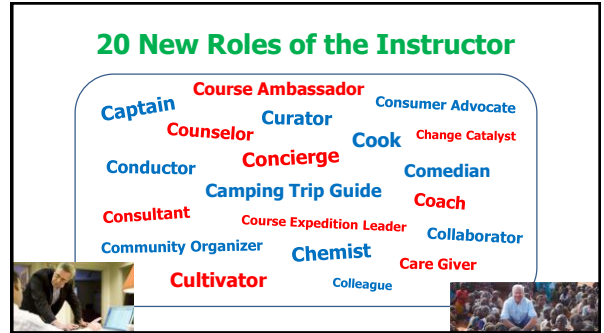 20 New Roles of the Instructor
Course Ambassador
Captain
Consumer Advocate
Curator
Counselor
Change Catalyst
Cook
Concierge
Conductor
Comedian
Camping Trip Guide
Coach
Consultant
Course Expedition Leader
Collaborator
Community Organizer
Chemist
Care Giver
Cultivator
Colleague